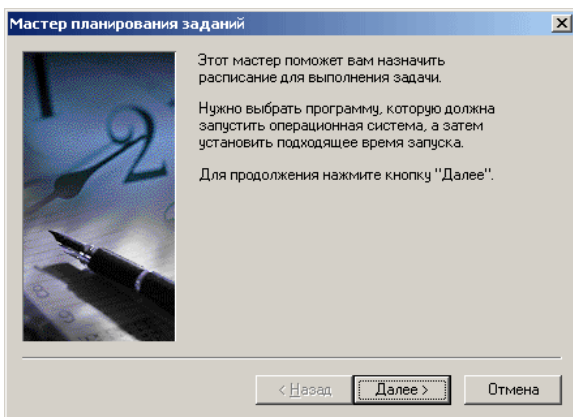 Мастер планирования заданий
Этот мастер поможет вам назначить
расписание для выполнения задачи.
Нужно выбрать программу, которую должна
запустить операционная система, а затем
установить подходящее время запуска.
Для продолжения нажмите кнопку "Далее".
< Назад
Далее >
Отмена